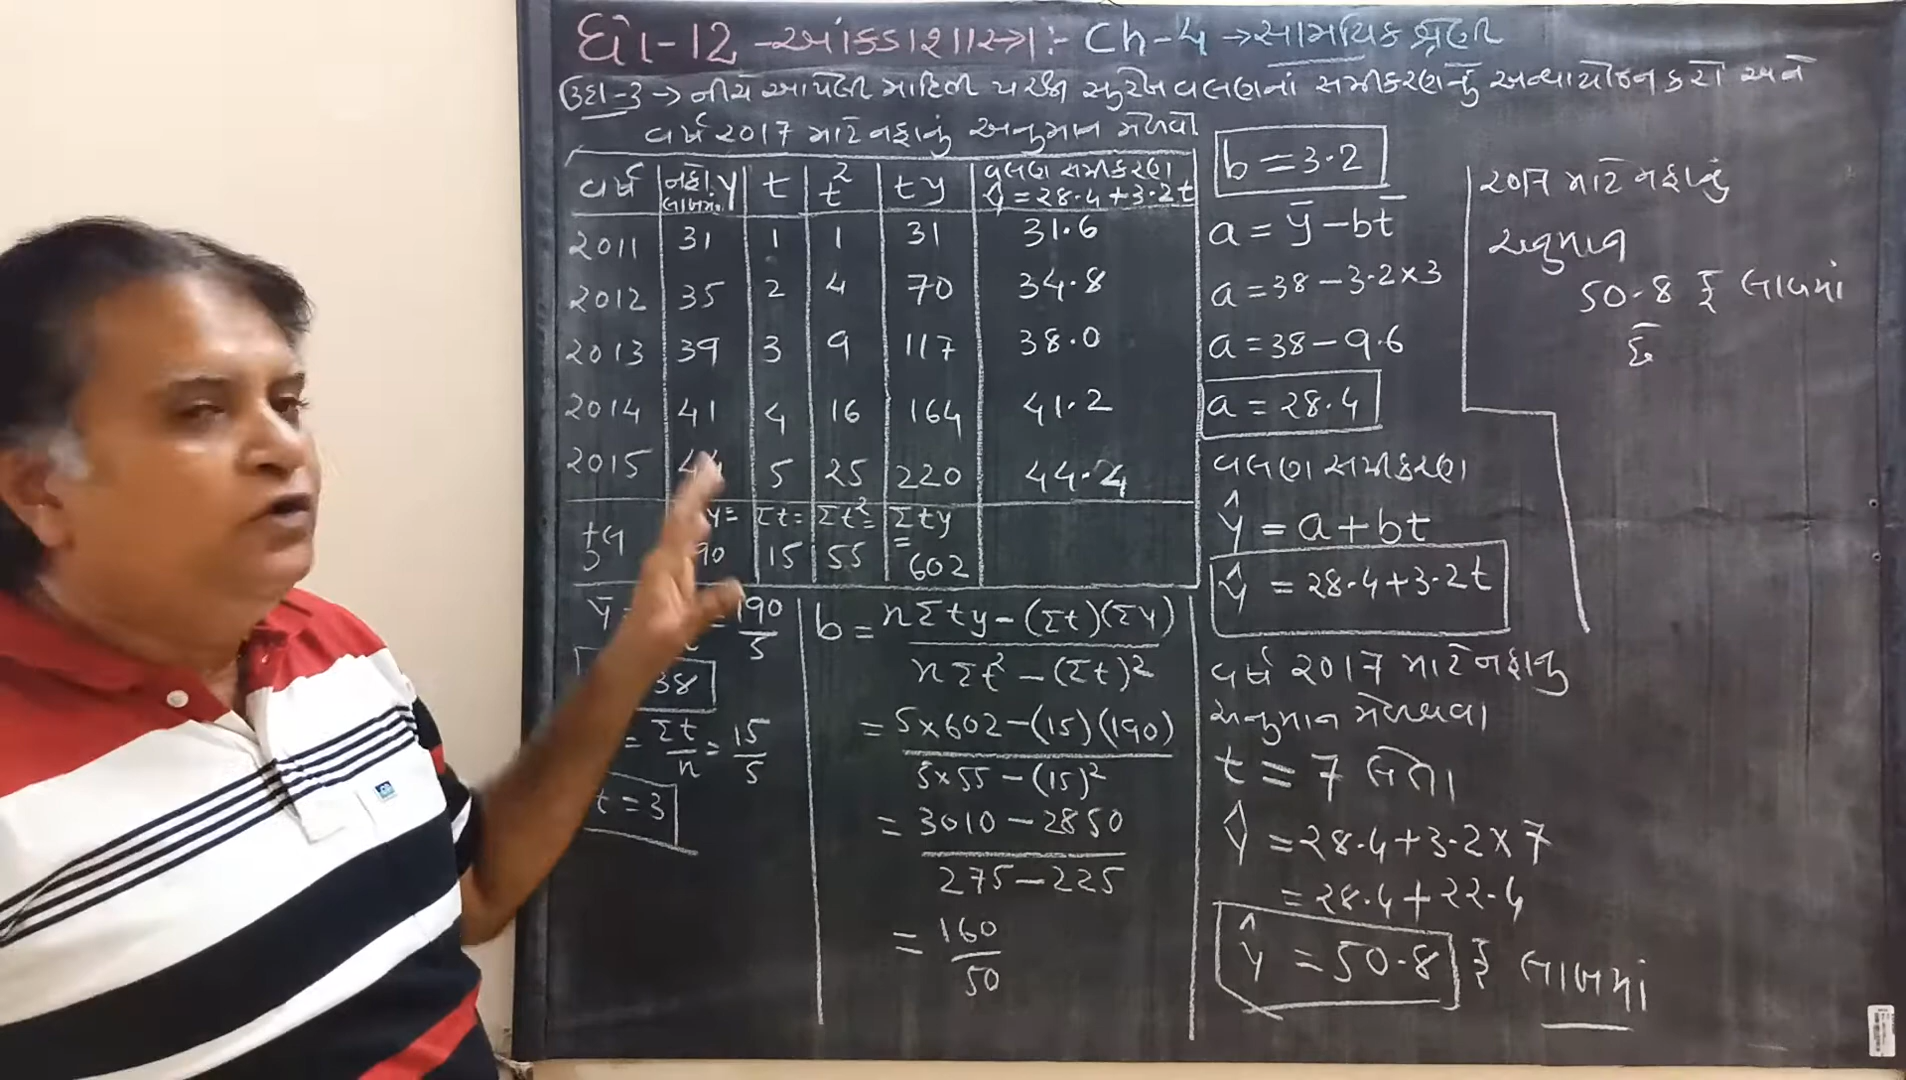 ધો-12 -આંકડાશાસ્ત્ર:- Ch-4 → સામયિક શ્રેણી
ઉદા-3 → નીચે આપેલી માહિતી પરથી સુરેખ વલણનાં સમીકરણનું અન્વાયોજન કરો અને
વર્ષ 2017 માટે નફાનું અનુમાન મેળવો
વર્ષ નફો y લાખમાં t t² ty વલણ સમીકરણ ŷ = 28.4+3.2t
2011 31 1 1 31 31.6
2012 35 2 4 70 34.8
2013 39 3 9 117 38.0
2014 41 4 16 164 41.2
2015 5 25 220 44.4
y= Σt= Σt²= Σty =
90 15 55 602
ȳ = = 190/5
38
= Σt/n = 15/5
t = 3
b = nΣty - (Σt)(Σy) / nΣt² - (Σt)²
= 5×602 - (15)(190) / 5×55 - (15)²
= 3010 - 2850 / 275 - 225
= 160/50
b = 3.2
a = ȳ - bt̄
a = 38 - 3.2×3
a = 38 - 9.6
a = 28.4
વલણ સમીકરણ
ŷ = a+bt
ŷ = 28.4+3.2t
વર્ષ 2017 માટે નફાનું
અનુમાન મેળવવા
t = 7 લેતાં
ŷ = 28.4+3.2×7
= 28.4+22.4
ŷ = 50.8 ₹ લાખમાં
2017 માટે નફાનું
અનુમાન
50.8 ₹ લાખમાં
છે